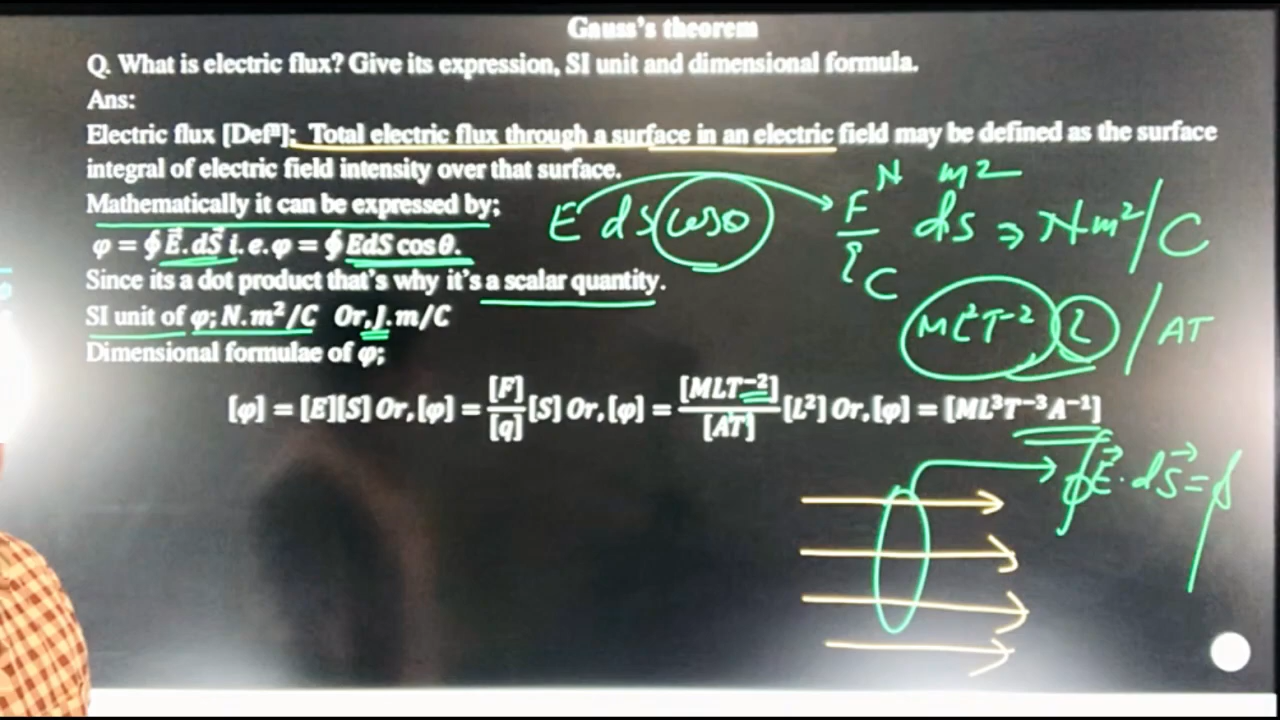 Gauss's theorem
Q. What is electric flux? Give its expression, SI unit and dimensional formula.
Ans:
Electric flux [Defⁿ]: Total electric flux through a surface in an electric field may be defined as the surface
integral of electric field intensity over that surface.
Mathematically it can be expressed by;
φ = ∮ E⃗.dS⃗ i.e. φ = ∮ EdS cos θ.
Since its a dot product that's why it's a scalar quantity.
SI unit of φ; N.m²/C Or, J.m/C
Dimensional formulae of φ;
[φ] = [E][S] Or, [φ] = [F]/[q] [S] Or, [φ] = [MLT⁻²]/[AT] [L²] Or, [φ] = [ML³T⁻³A⁻¹]
E ds cosθ
N m2
F/q ds ⇒ Nm²/C
C
ML²T⁻² L / AT
∮E⃗.dS⃗ =